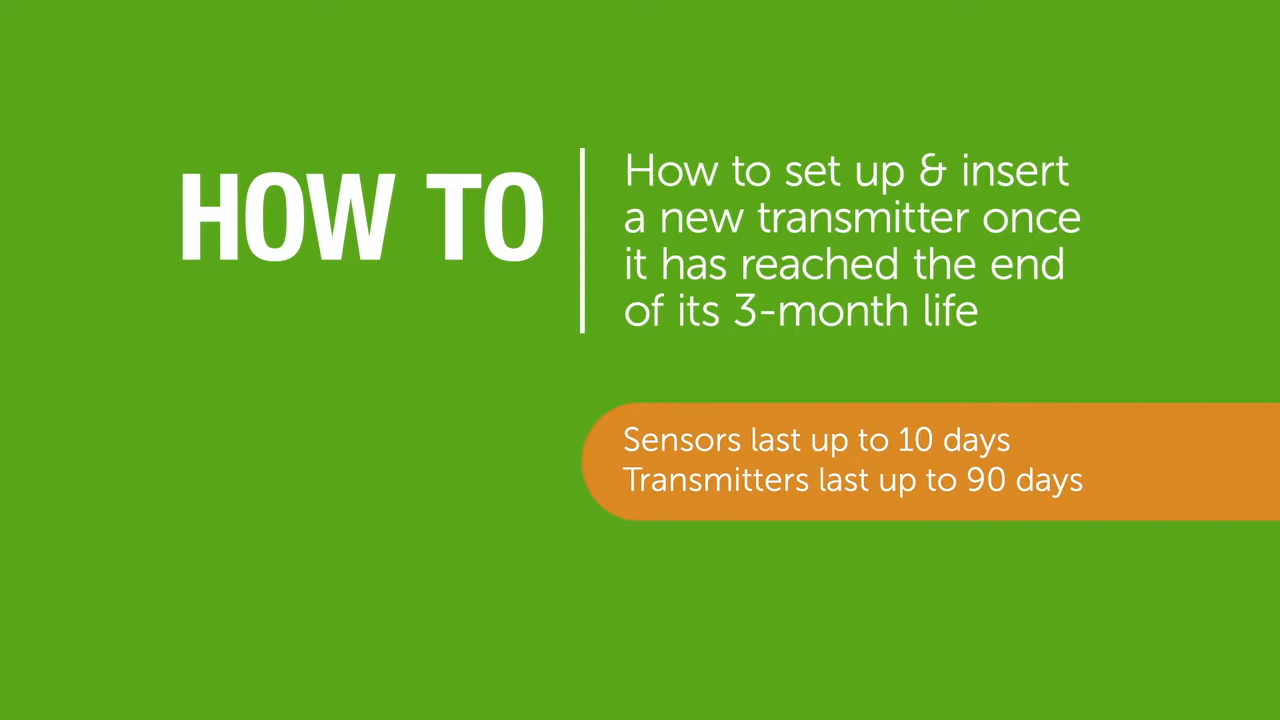 HOW TO
How to set up & insert
a new transmitter once
it has reached the end
of its 3-month life
Sensors last up to 10 days
Transmitters last up to 90 days